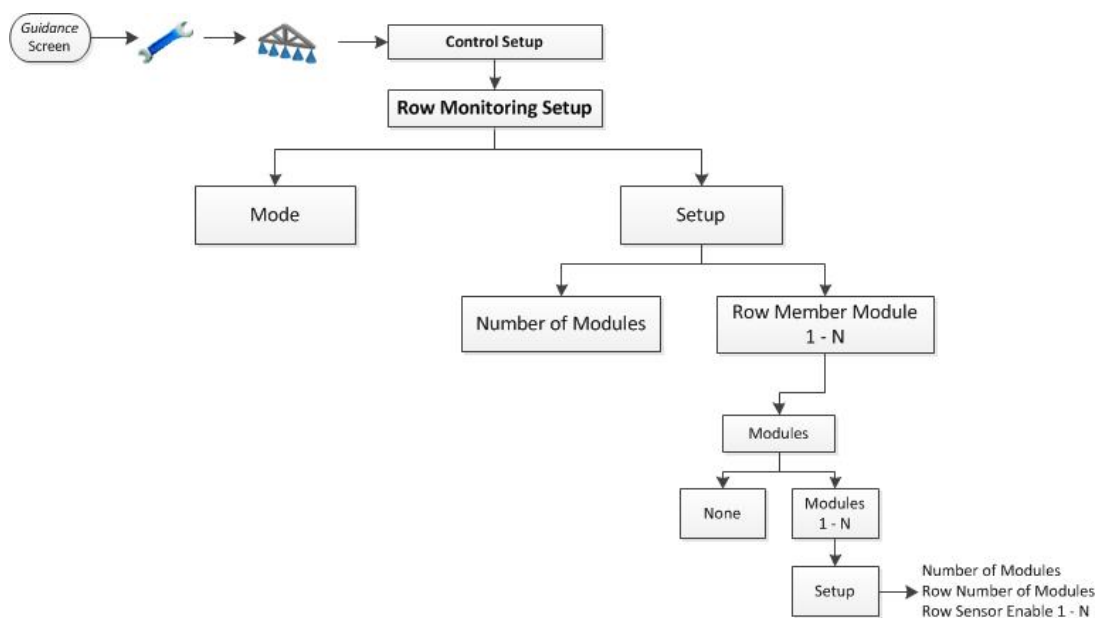 Guidance
Screen
Control Setup
Row Monitoring Setup
Mode
Setup
Number of Modules
Row Member Module
1 - N
Modules
None
Modules
1 - N
Setup
Number of Modules
Row Number of Modules
Row Sensor Enable 1 - N